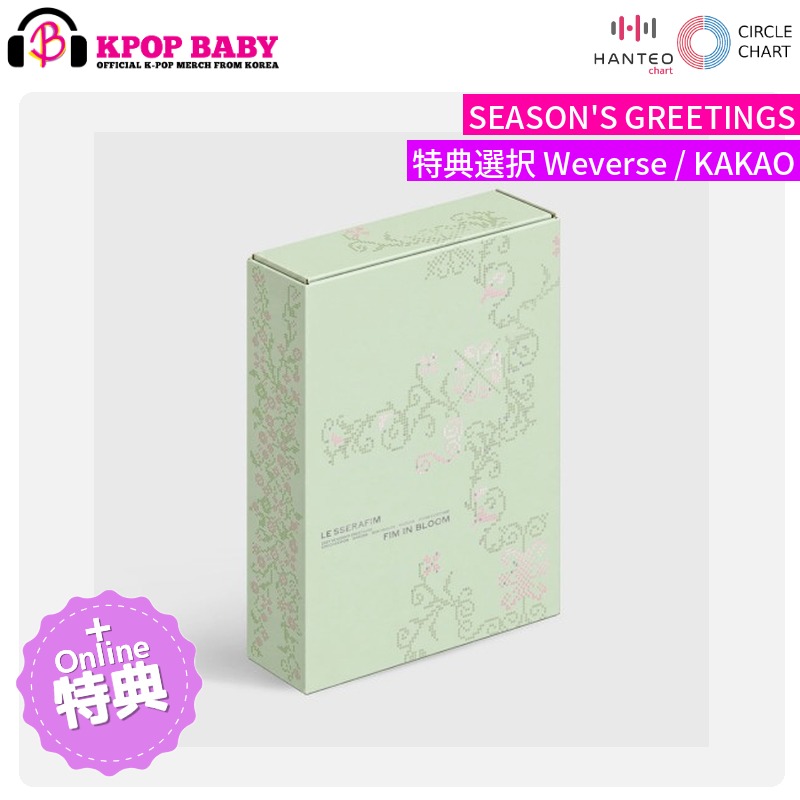 KPOP BABY
OFFICIAL K-POP MERCH FROM KOREA
HANTEO
chart
CIRCLE
CHART
SEASON'S GREETINGS
特典選択 Weverse / KAKAO
LE SSERAFIM
FIM IN BLOOM
+
Online
特典